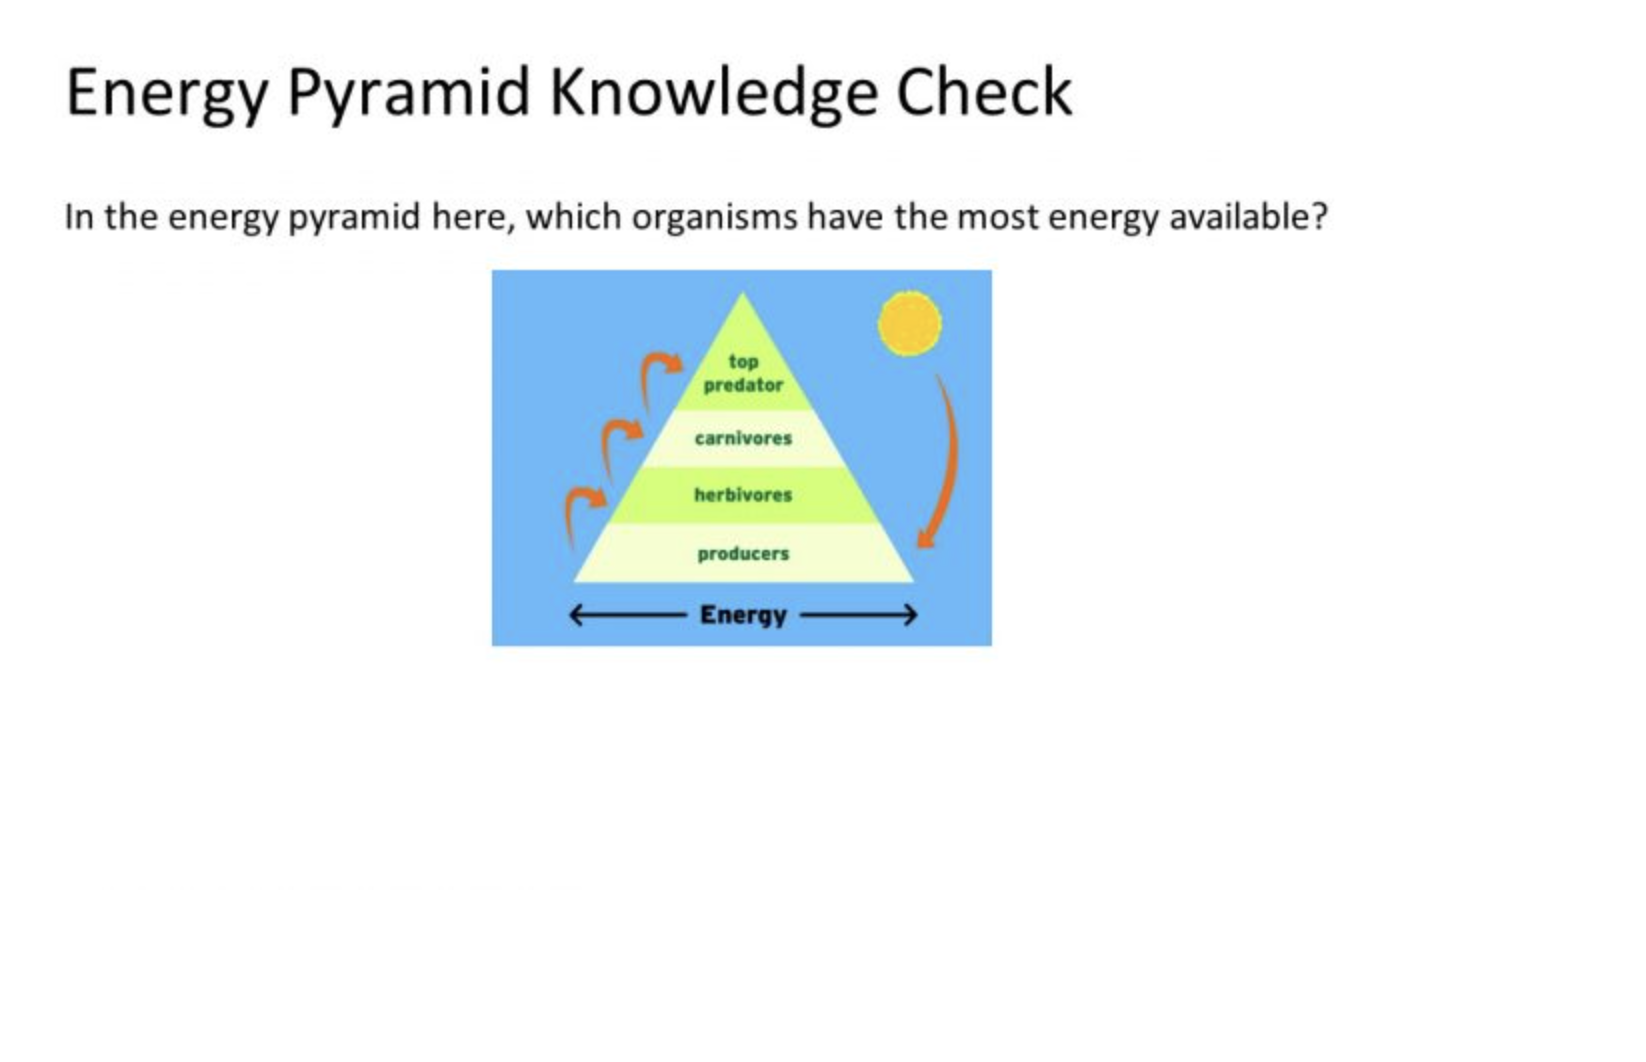 Energy Pyramid Knowledge Check
In the energy pyramid here, which organisms have the most energy available?
top
predator
carnivores
herbivores
producers
Energy